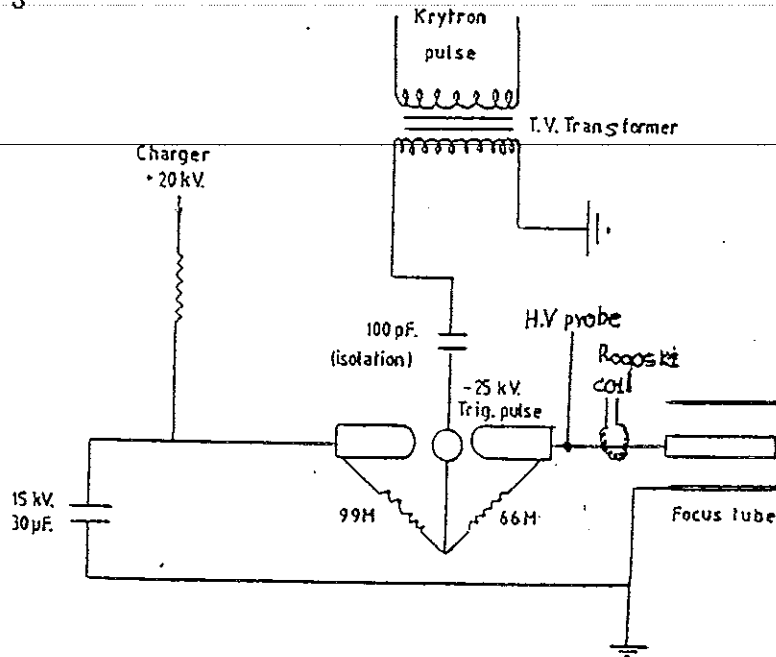 Krytron
pulse
T.V. Transformer
Charger
+20 kV.
100 pF.
(isolation)
H.V probe
Rogoski
coil
-25 kV.
Trig. pulse
15 kV.
30µF.
99M
66M
Focus tube